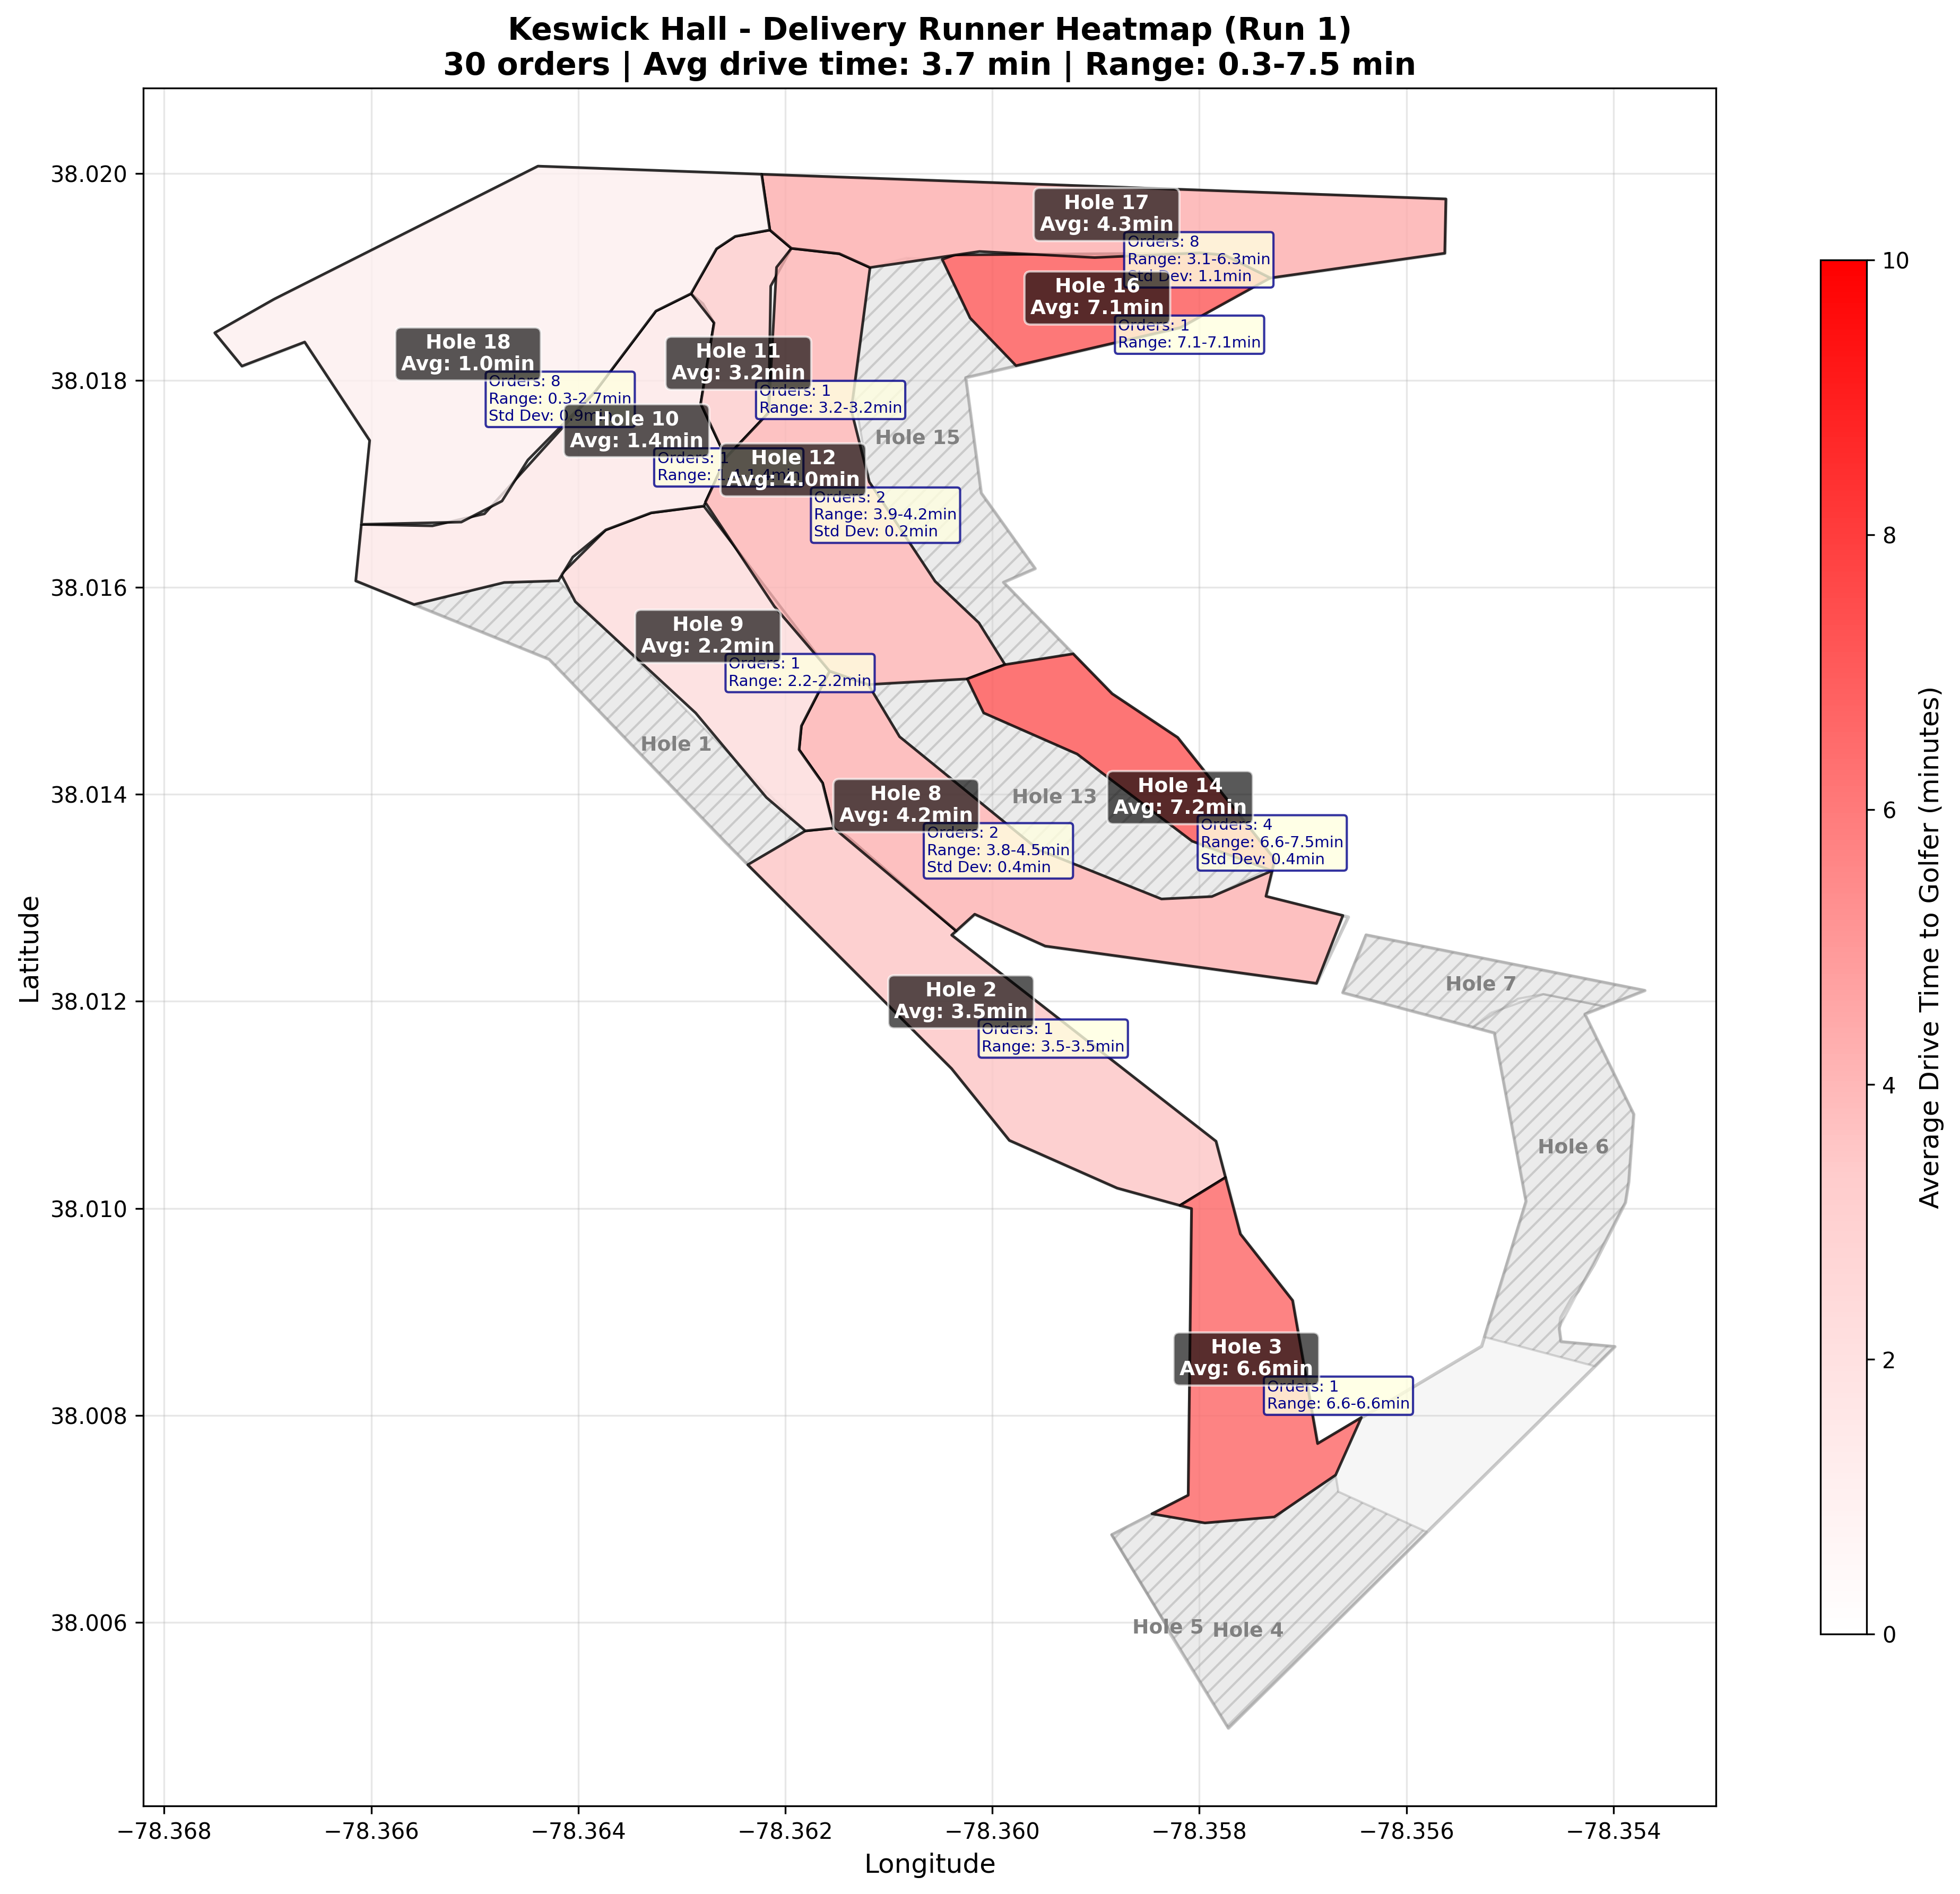 Keswick Hall - Delivery Runner Heatmap (Run 1)
30 orders | Avg drive time: 3.7 min | Range: 0.3-7.5 min
38.020
38.018
38.016
38.014
38.012
38.010
38.008
38.006
Latitude
Hole 17
Avg: 4.3min
Orders: 8
Range: 3.1-6.3min
Std Dev: 1.1min
Hole 16
Avg: 7.1min
Orders: 1
Range: 7.1-7.1min
Hole 18
Avg: 1.0min
Orders: 8
Range: 0.3-2.7min
Std Dev: 0.9min
Hole 11
Avg: 3.2min
Orders: 1
Range: 3.2-3.2min
Hole 10
Avg: 1.4min
Orders: 1
Range:
Hole 15
Hole 12
Avg: 4.0min
Orders: 2
Range: 3.9-4.2min
Std Dev: 0.2min
Hole 9
Avg: 2.2min
Orders: 1
Range: 2.2-2.2min
Hole 1
Hole 8
Avg: 4.2min
Orders: 2
Range: 3.8-4.5min
Std Dev: 0.4min
Hole 13
Hole 14
Avg: 7.2min
Orders: 4
Range: 6.6-7.5min
Std Dev: 0.4min
Hole 7
Hole 2
Avg: 3.5min
Orders: 1
Range: 3.5-3.5min
Hole 6
Hole 3
Avg: 6.6min
Orders: 1
Range: 6.6-6.6min
Hole 5
Hole 4
−78.368
−78.366
−78.364
−78.362
−78.360
−78.358
−78.356
−78.354
Longitude
10
8
6
4
2
0
Average Drive Time to Golfer (minutes)